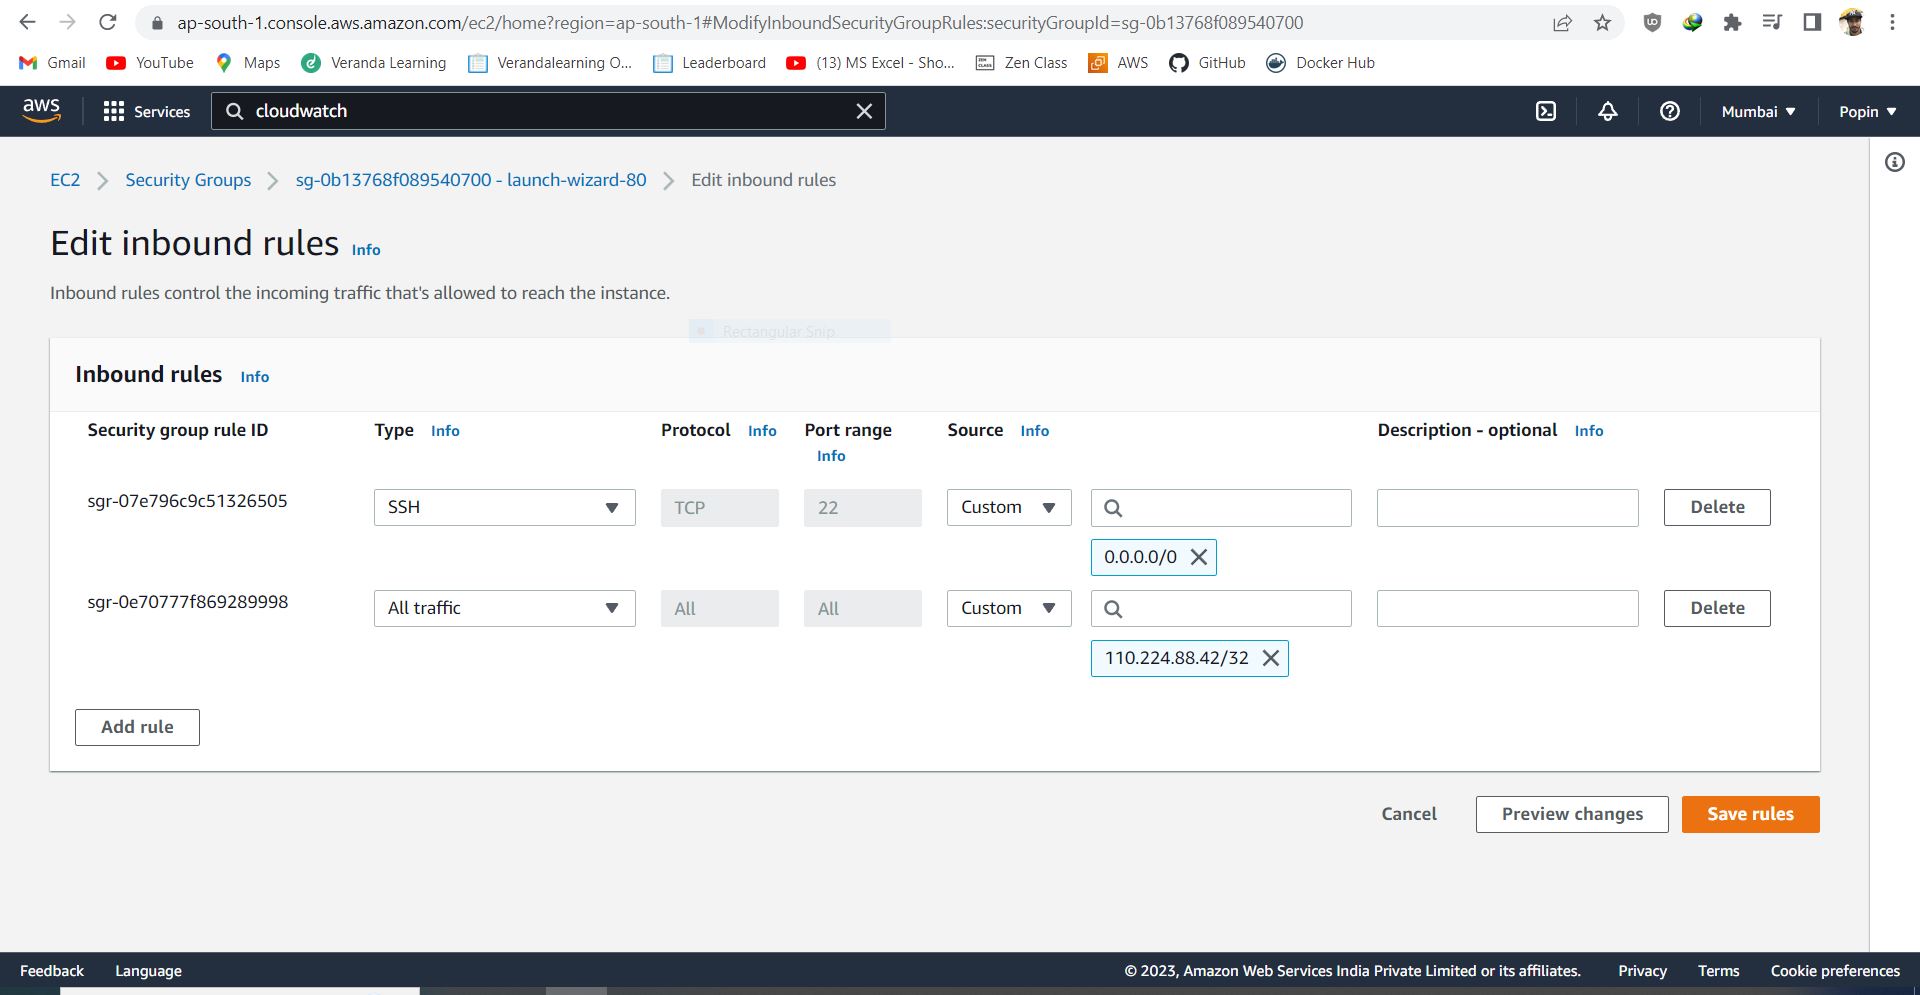 ap-south-1.console.aws.amazon.com/ec2/home?region=ap-south-1#ModifyInboundSecurityGroupRules:securityGroupId=sg-0b13768f089540700
Gmail YouTube Maps Veranda Learning Verandalearning O... Leaderboard (13) MS Excel - Sho... Zen Class AWS GitHub Docker Hub
aws Services cloudwatch Mumbai Popin
EC2 Security Groups sg-0b13768f089540700 - launch-wizard-80 Edit inbound rules
Edit inbound rules Info
Inbound rules control the incoming traffic that's allowed to reach the instance.
Rectangular Snip
Inbound rules Info
Security group rule ID Type Info Protocol Info Port range Source Info Description - optional Info
Info
sgr-07e796c9c51326505 SSH TCP 22 Custom Delete
0.0.0.0/0
sgr-0e70777f869289998 All traffic All All Custom Delete
110.224.88.42/32
Add rule
Cancel Preview changes Save rules
Feedback Language © 2023, Amazon Web Services India Private Limited or its affiliates. Privacy Terms Cookie preferences